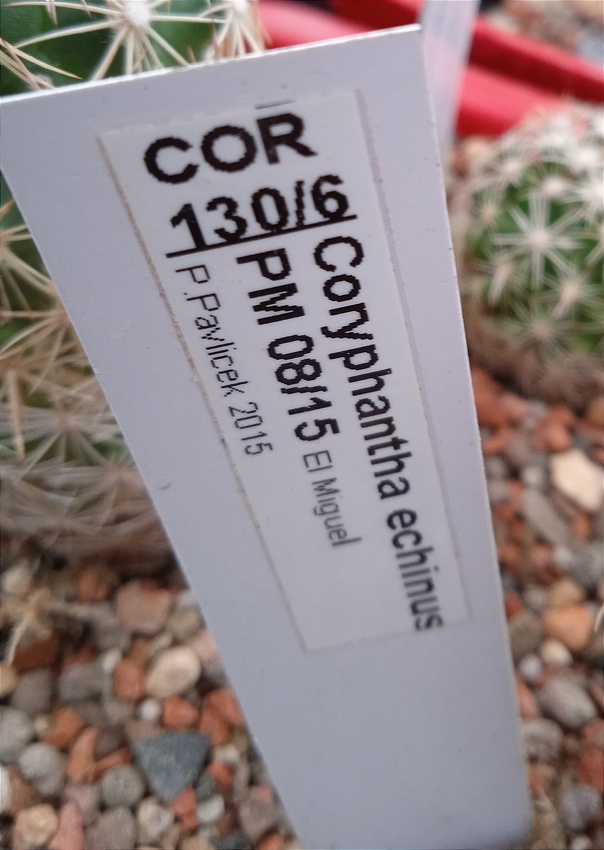 COR
130/6
Coryphantha echinus
PM 08/15 El Miguel
P.Pavlicek 2015